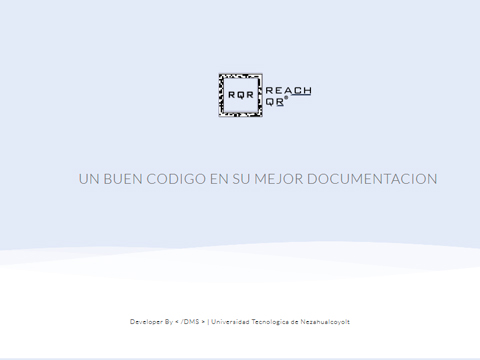 RQR
REACH
QR®
UN BUEN CODIGO EN SU MEJOR DOCUMENTACION
Developer By < /DMS > | Universidad Tecnologica de Nezahualcoyolt